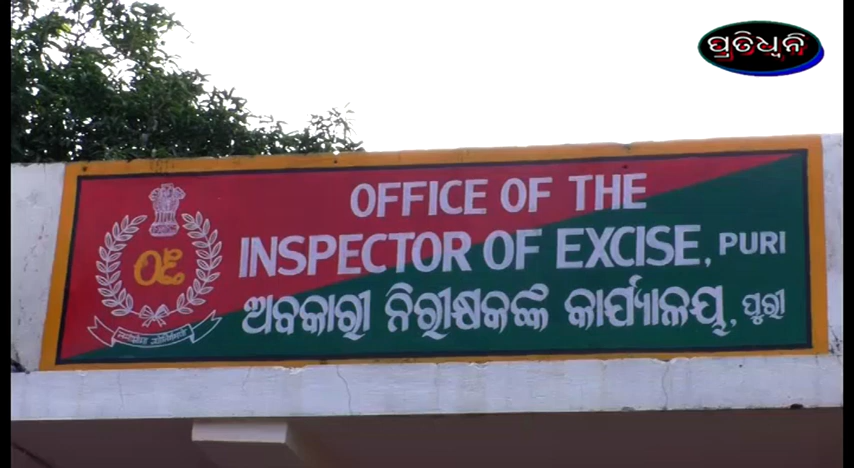 ପ୍ରତିଧ୍ୱନି
OFFICE OF THE
INSPECTOR OF EXCISE, PURI
ଅବକାରୀ ନିରୀକ୍ଷକଙ୍କ କାର୍ଯ୍ୟାଳୟ, ପୁରୀ